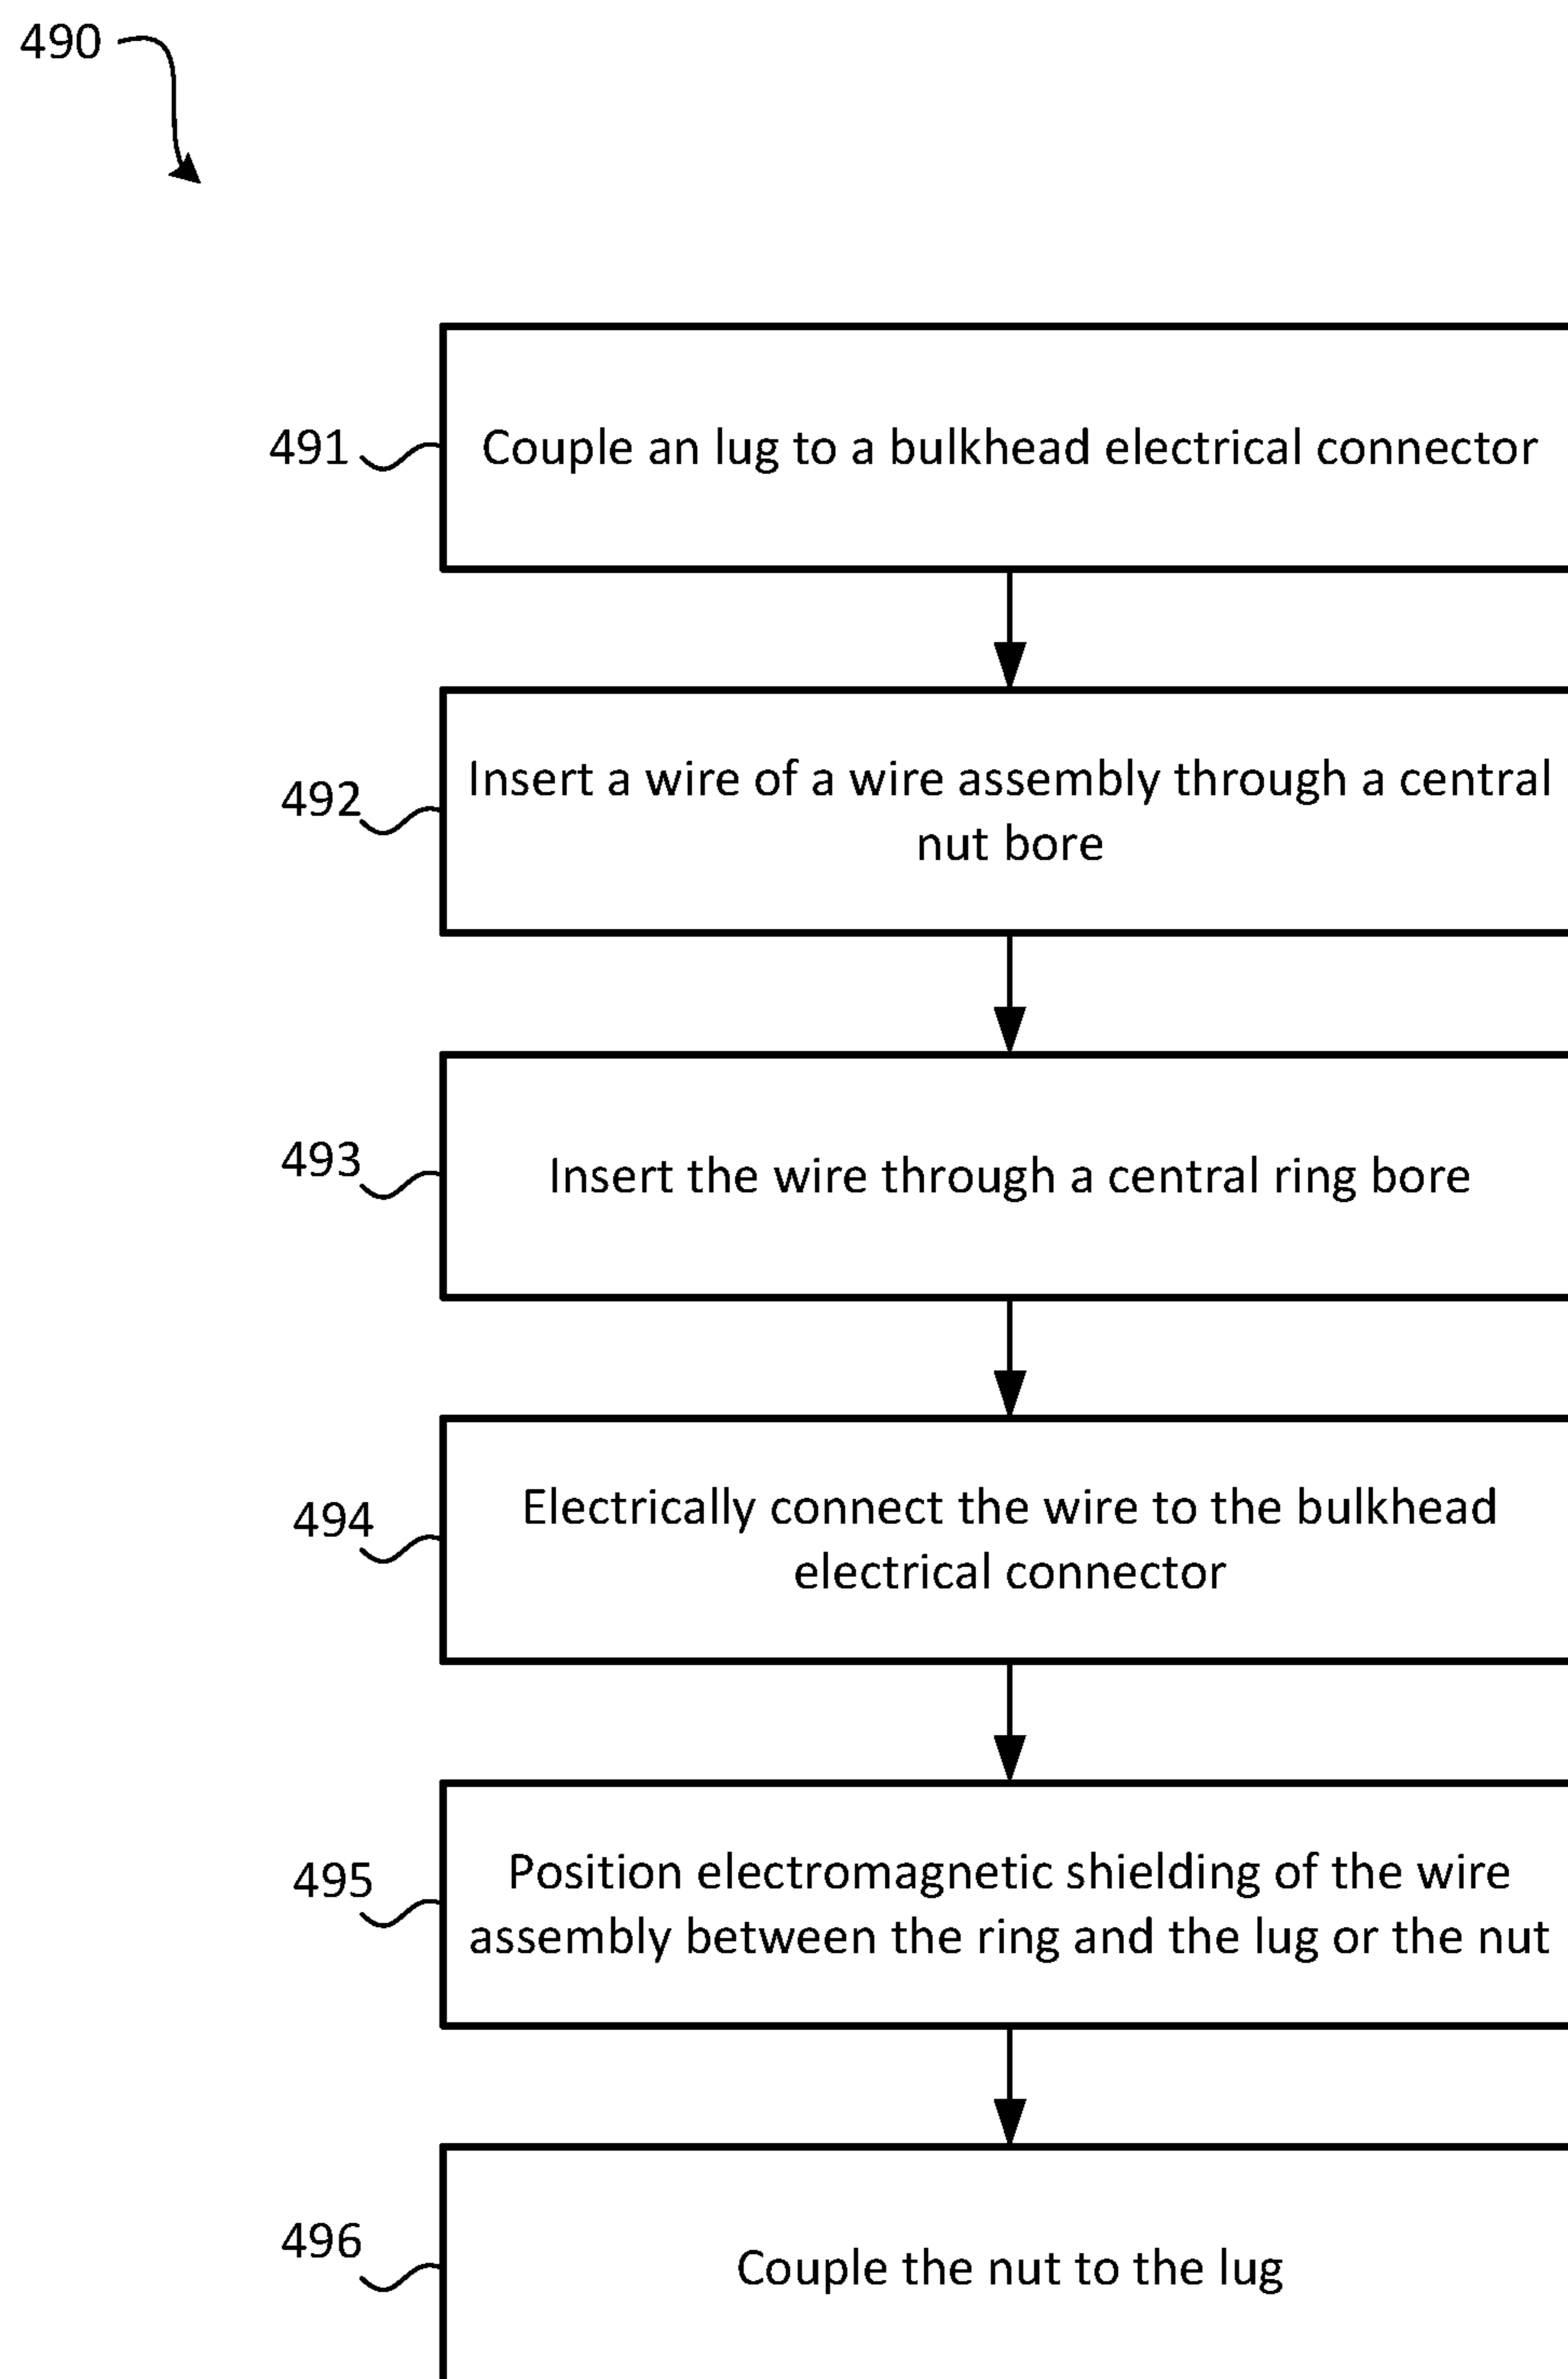 490
491
Couple an lug to a bulkhead electrical connector
492
Insert a wire of a wire assembly through a central
nut bore
493
Insert the wire through a central ring bore
494
Electrically connect the wire to the bulkhead
electrical connector
495
Position electromagnetic shielding of the wire
assembly between the ring and the lug or the nut
496
Couple the nut to the lug